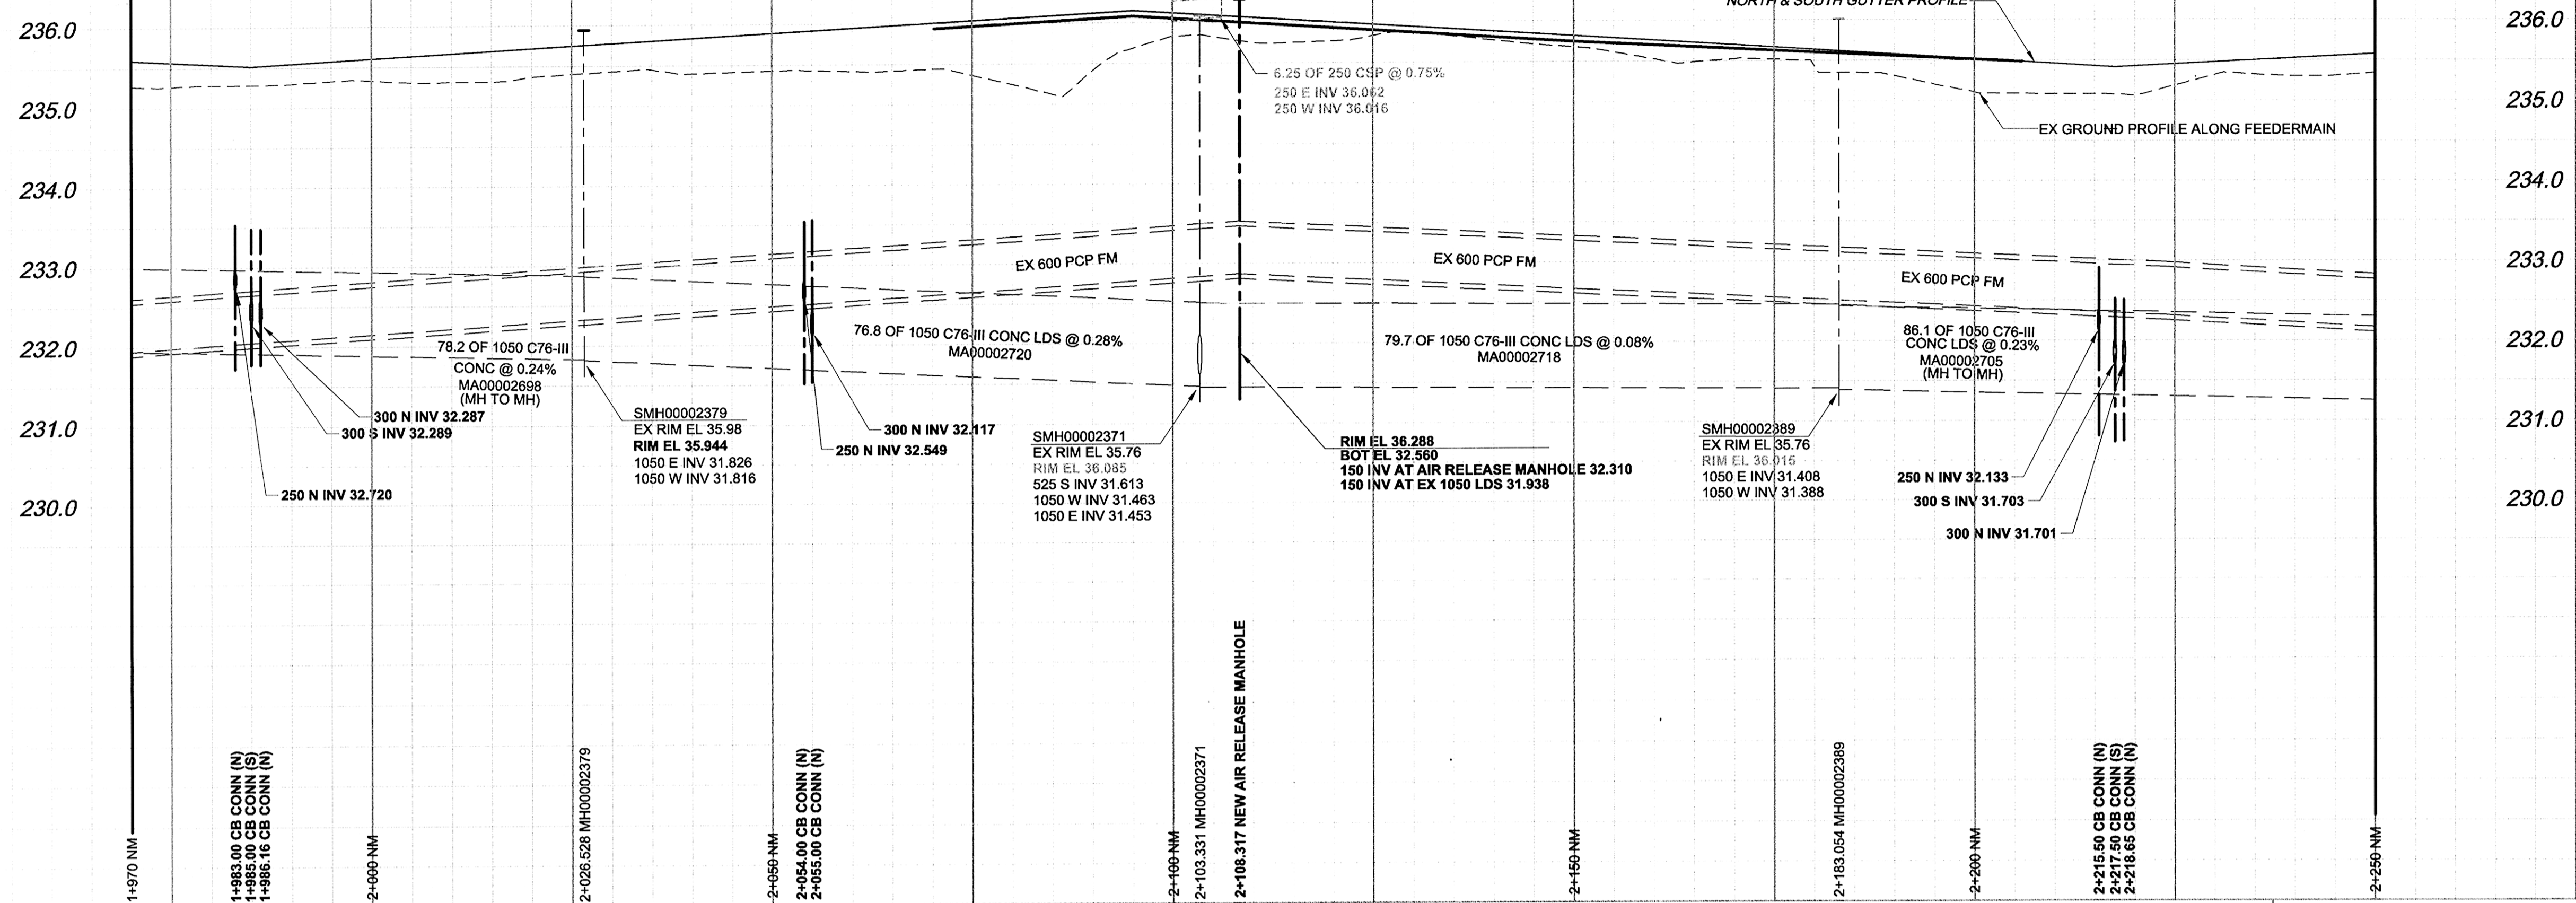 NORTH & SOUTH GUTTER PROFILE
236.0
236.0
6.25 OF 250 CSP @ 0.75%
250 E INV 36.062
250 W INV 36.016
235.0
235.0
EX GROUND PROFILE ALONG FEEDERMAIN
234.0
234.0
233.0
233.0
EX 600 PCP FM
EX 600 PCP FM
EX 600 PCP FM
232.0
232.0
78.2 OF 1050 C76-III
CONC @ 0.24%
MA00002698
(MH TO MH)
76.8 OF 1050 C76-III CONC LDS @ 0.28%
MA00002720
79.7 OF 1050 C76-III CONC LDS @ 0.08%
MA00002718
86.1 OF 1050 C76-III
CONC LDS @ 0.23%
MA00002705
(MH TO MH)
231.0
231.0
300 N INV 32.287
300 S INV 32.289
250 N INV 32.720
SMH00002379
EX RIM EL 35.98
RIM EL 35.944
1050 E INV 31.826
1050 W INV 31.816
300 N INV 32.117
250 N INV 32.549
SMH00002371
EX RIM EL 35.76
RIM EL 36.085
525 S INV 31.613
1050 W INV 31.463
1050 E INV 31.453
RIM EL 36.288
BOT EL 32.560
150 INV AT AIR RELEASE MANHOLE 32.310
150 INV AT EX 1050 LDS 31.938
SMH00002389
EX RIM EL 35.76
RIM EL 36.015
1050 E INV 31.408
1050 W INV 31.388
250 N INV 32.133
300 S INV 31.703
300 N INV 31.701
230.0
230.0
1+970 NM
1+983.00 CB CONN (N)
1+985.00 CB CONN (S)
1+986.16 CB CONN (N)
2+000 NM
2+026.528 MH00002379
2+050 NM
2+054.00 CB CONN (N)
2+055.00 CB CONN (N)
2+100 NM
2+103.331 MH00002371
2+108.317 NEW AIR RELEASE MANHOLE
2+150 NM
2+183.054 MH00002389
2+200 NM
2+215.50 CB CONN (N)
2+217.50 CB CONN (S)
2+218.65 CB CONN (N)
2+250 NM